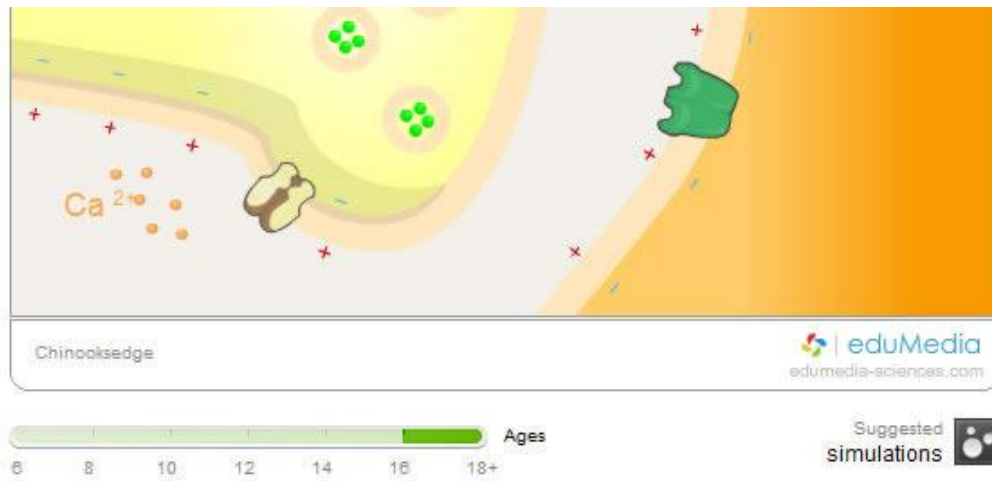 Ca 2+
Chinooksedge
eduMedia
edumedia-sciences.com
Ages
6 8 10 12 14 16 18+
Suggested
simulations